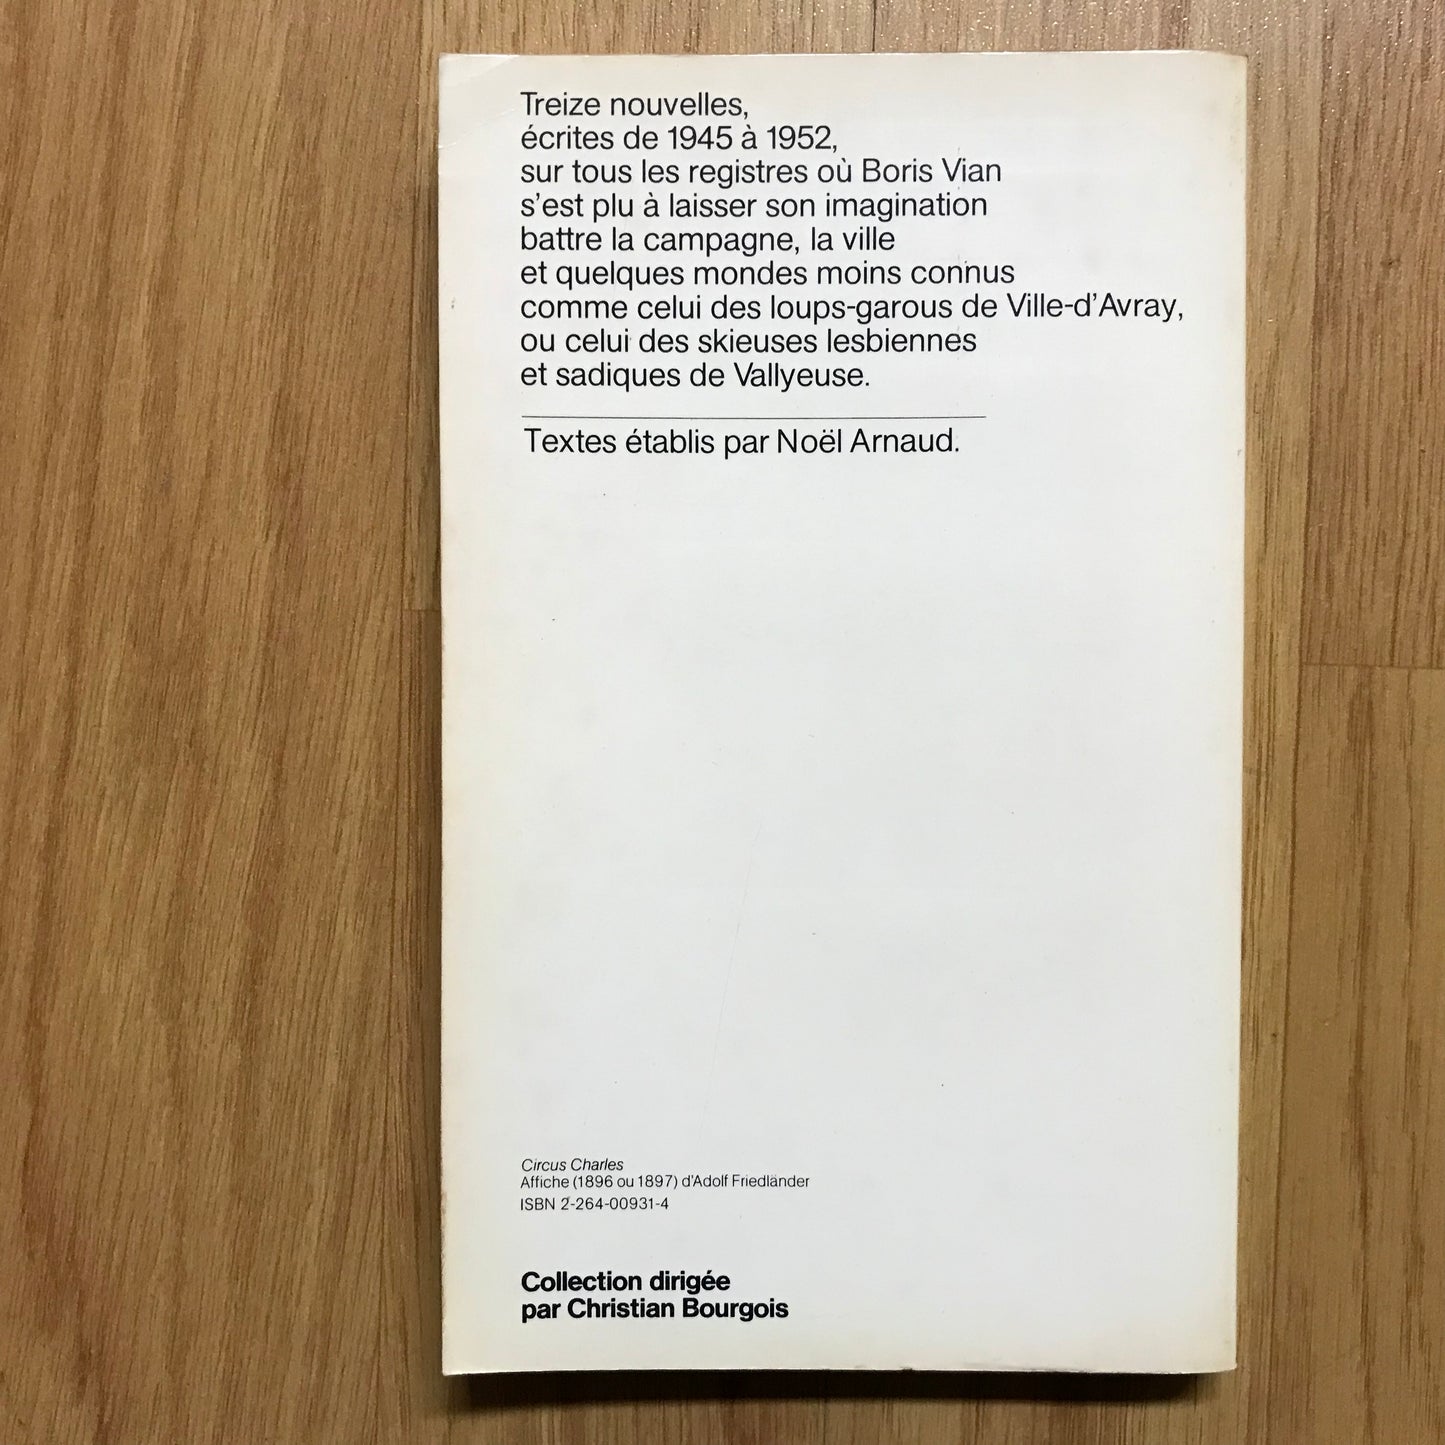 Treize nouvelles,
écrites de 1945 à 1952,
sur tous les registres où Boris Vian
s'est plu à laisser son imagination
battre la campagne, la ville
et quelques mondes moins connus
comme celui des loups-garous de Ville-d'Avray,
ou celui des skieuses lesbiennes
et sadiques de Vallyeuse.
Textes établis par Noël Arnaud.
Circus Charles
Affiche (1896 ou 1897) d'Adolf Friedländer
ISBN 2-264-00931-4
Collection dirigée
par Christian Bourgois